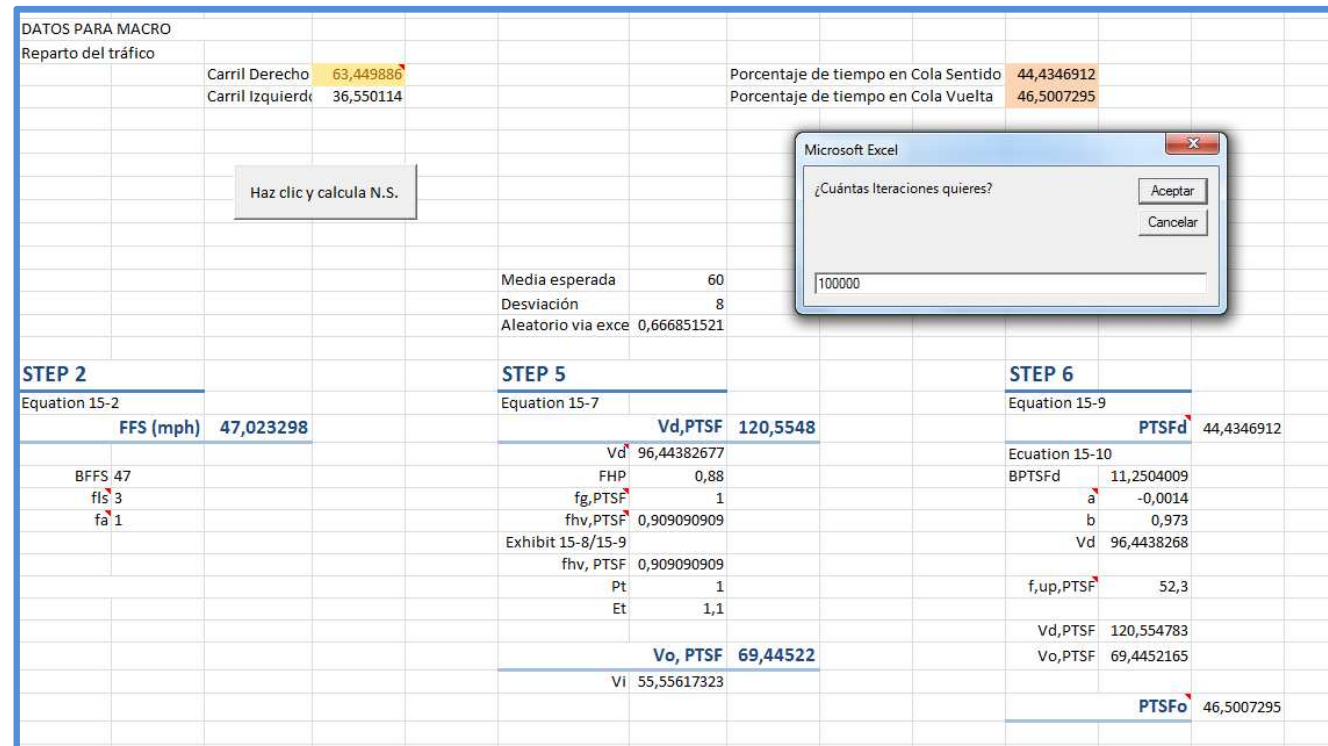 DATOS PARA MACRO
Reparto del tráfico
Carril Derecho 63,449886 Porcentaje de tiempo en Cola Sentido 44,4346912
Carril Izquierdo 36,550114 Porcentaje de tiempo en Cola Vuelta 46,5007295
Microsoft Excel
¿Cuántas Iteraciones quieres?
Aceptar
Cancelar
100000
Haz clic y calcula N.S.
Media esperada 60
Desviación 8
Aleatorio via exce 0,666851521
STEP 2 STEP 5 STEP 6
Equation 15-2 Equation 15-7 Equation 15-9
FFS (mph) 47,023298 Vd,PTSF 120,5548 PTSFd 44,4346912
Vd 96,44382677 Ecuation 15-10
BFFS 47 FHP 0,88 BPTSFd 11,2504009
fls 3 fg,PTSF 1 a -0,0014
fa 1 fhv,PTSF 0,909090909 b 0,973
Exhibit 15-8/15-9 Vd 96,4438268
fhv, PTSF 0,909090909
Pt 1 f,up,PTSF 52,3
Et 1,1
Vd,PTSF 120,554783
Vo, PTSF 69,44522 Vo,PTSF 69,4452165
Vi 55,55617323
PTSFo 46,5007295